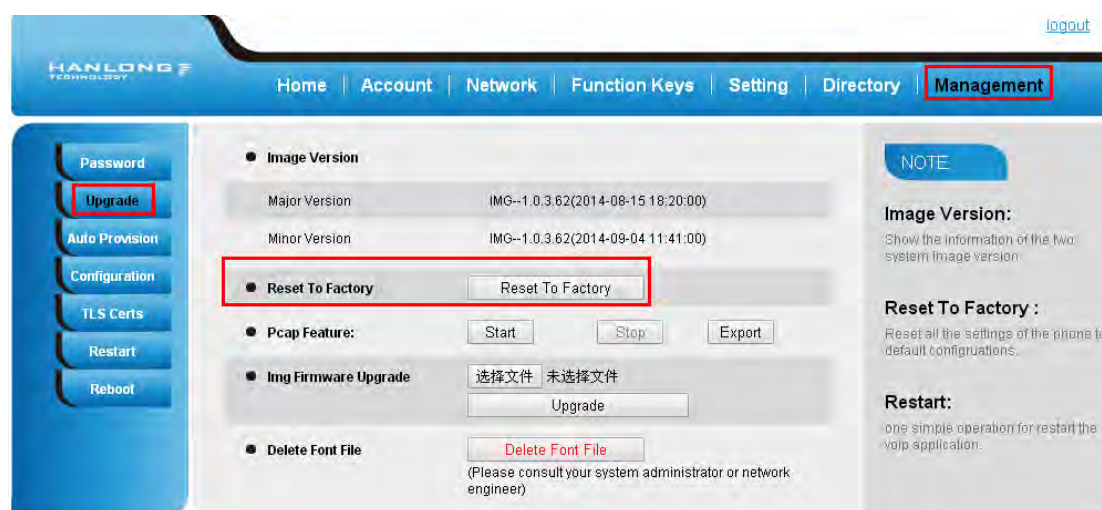 logout
HANLONG
TECHNOLOGY
Home | Account | Network | Function Keys | Setting | Directory | Management
Password
Upgrade
Auto Provision
Configuration
TLS Certs
Restart
Reboot
Image Version
Major Version IMG--1.0.3.62(2014-08-15 18:20:00)
Minor Version IMG--1.0.3.62(2014-09-04 11:41:00)
Reset To Factory Reset To Factory
Pcap Feature: Start Stop Export
Img Firmware Upgrade 选择文件 未选择文件
Upgrade
Delete Font File Delete Font File
(Please consult your system administrator or network
engineer)
NOTE
Image Version:
Show the information of the two
system image version
Reset To Factory :
Reset all the settings of the phone to
default configruations.
Restart:
one simple operation for restart the
voip application.